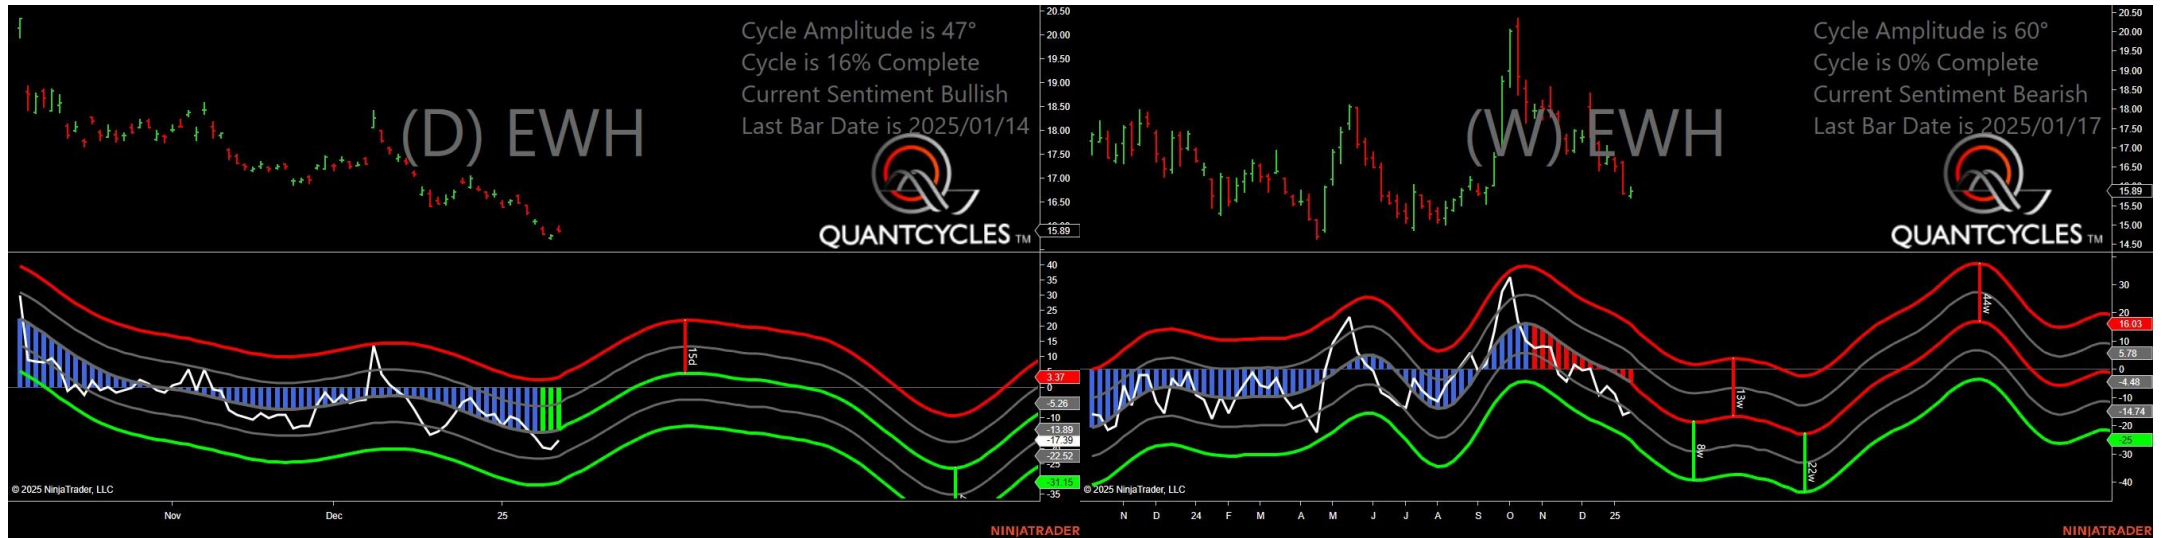 Cycle Amplitude is 47°
Cycle is 16% Complete
Current Sentiment Bullish
Last Bar Date is 2025/01/14
(D) EWH
QUANTCYCLES TM
20.50
20.00
19.50
19.00
18.50
18.00
17.50
17.00
16.50
15.89
40
35
30
25
20
15
10
5
3.37
0
-5.26
-10
-13.89
-17.39
-22.52
-25
-31.15
-35
15d
© 2025 NinjaTrader, LLC
Nov
Dec
25
NINJATRADER
Cycle Amplitude is 60°
Cycle is 0% Complete
Current Sentiment Bearish
Last Bar Date is 2025/01/17
(W) EWH
QUANTCYCLES TM
20.50
20.00
19.50
19.00
18.50
18.00
17.50
17.00
16.50
15.89
15.50
15.00
14.50
30
20
16.03
10
5.78
0
-4.48
-10
-14.74
-20
-25
-30
-40
44w
13w
8w
22w
© 2025 NinjaTrader, LLC
N D 24 F M A M J J A S O N D 25
NINJATRADER